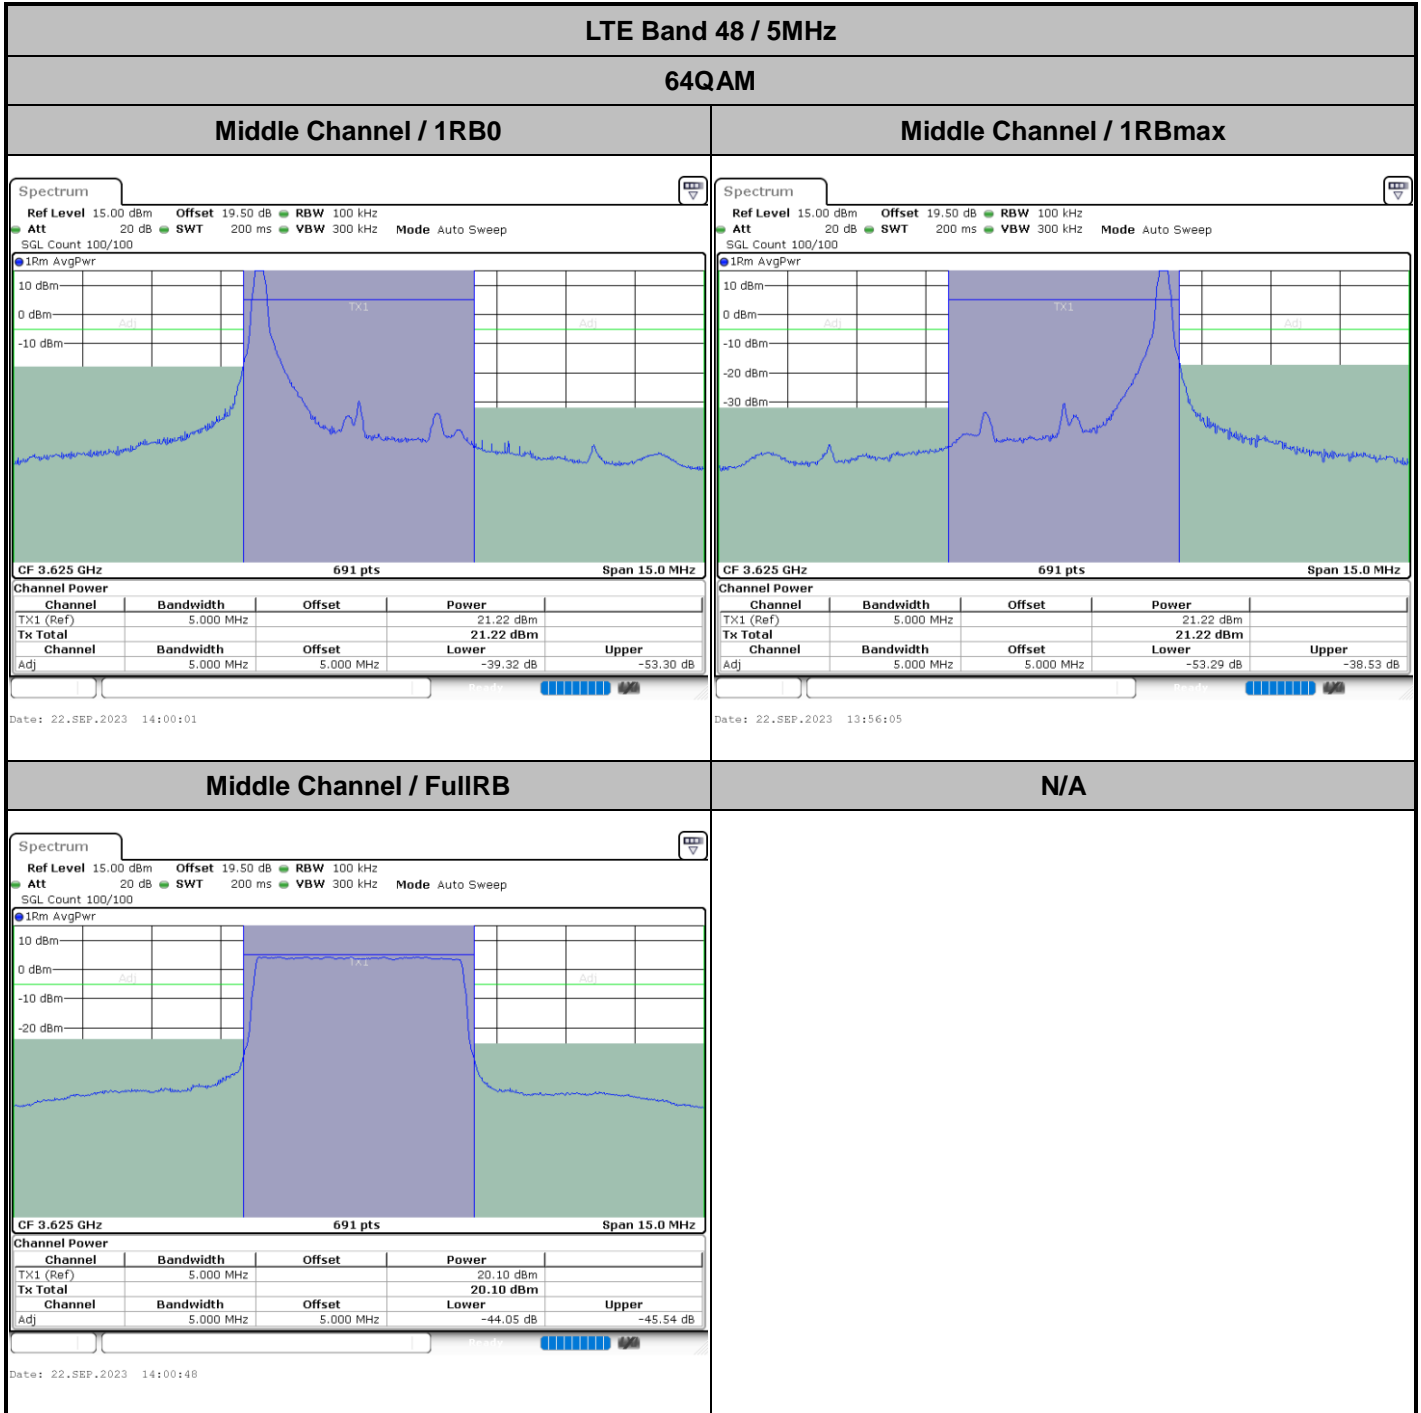 LTE Band 48 / 5MHz
64QAM
Middle Channel / 1RB0
Middle Channel / 1RBmax
Spectrum
Ref Level 15.00 dBm Offset 19.50 dB RBW 100 kHz
Att 20 dB SWT 200 ms VBW 300 kHz Mode Auto Sweep
SGL Count 100/100
1Rm AvgPwr
10 dBm
0 dBm
-10 dBm
Adj
TX1
Adj
CF 3.625 GHz 691 pts Span 15.0 MHz
Channel Power
Channel Bandwidth Offset Power
TX1 (Ref) 5.000 MHz 21.22 dBm
Tx Total 21.22 dBm
Channel Bandwidth Offset Lower Upper
Adj 5.000 MHz 5.000 MHz -39.32 dB -53.30 dB
Ready
Date: 22.SEP.2023 14:00:01
Spectrum
Ref Level 15.00 dBm Offset 19.50 dB RBW 100 kHz
Att 20 dB SWT 200 ms VBW 300 kHz Mode Auto Sweep
SGL Count 100/100
1Rm AvgPwr
10 dBm
0 dBm
-10 dBm
-20 dBm
-30 dBm
Adj
TX1
Adj
CF 3.625 GHz 691 pts Span 15.0 MHz
Channel Power
Channel Bandwidth Offset Power
TX1 (Ref) 5.000 MHz 21.22 dBm
Tx Total 21.22 dBm
Channel Bandwidth Offset Lower Upper
Adj 5.000 MHz 5.000 MHz -53.29 dB -38.53 dB
Ready
Date: 22.SEP.2023 13:56:05
Middle Channel / FullRB
N/A
Spectrum
Ref Level 15.00 dBm Offset 19.50 dB RBW 100 kHz
Att 20 dB SWT 200 ms VBW 300 kHz Mode Auto Sweep
SGL Count 100/100
1Rm AvgPwr
10 dBm
0 dBm
-10 dBm
-20 dBm
Adj
TX1
Adj
CF 3.625 GHz 691 pts Span 15.0 MHz
Channel Power
Channel Bandwidth Offset Power
TX1 (Ref) 5.000 MHz 20.10 dBm
Tx Total 20.10 dBm
Channel Bandwidth Offset Lower Upper
Adj 5.000 MHz 5.000 MHz -44.05 dB -45.54 dB
Ready
Date: 22.SEP.2023 14:00:48